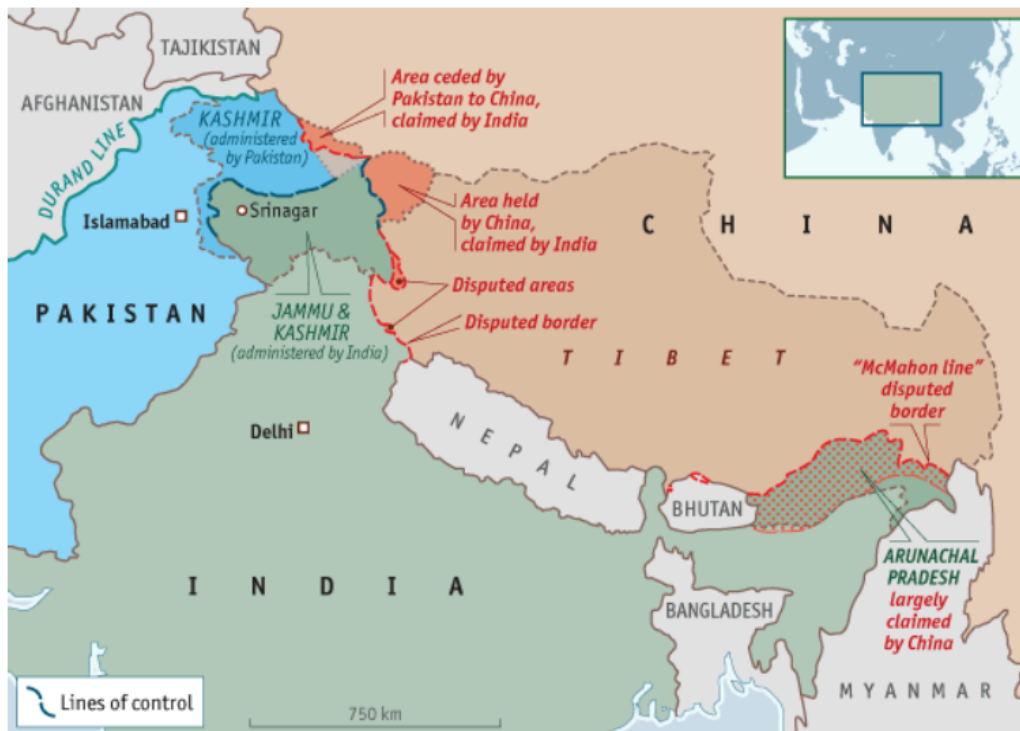 TAJIKISTAN
AFGHANISTAN
DURAND LINE
KASHMIR
(administered
by Pakistan)
Area ceded by
Pakistan to China,
claimed by India
Islamabad
Srinagar
Area held
by China,
claimed by India
C H I N A
PAKISTAN
JAMMU &
KASHMIR
(administered by India)
Disputed areas
Disputed border
T I B E T
"McMahon line"
disputed
border
Delhi
N E P A L
BHUTAN
ARUNACHAL
PRADESH
largely
claimed
by China
I N D I A
BANGLADESH
MYANMAR
Lines of control
750 km